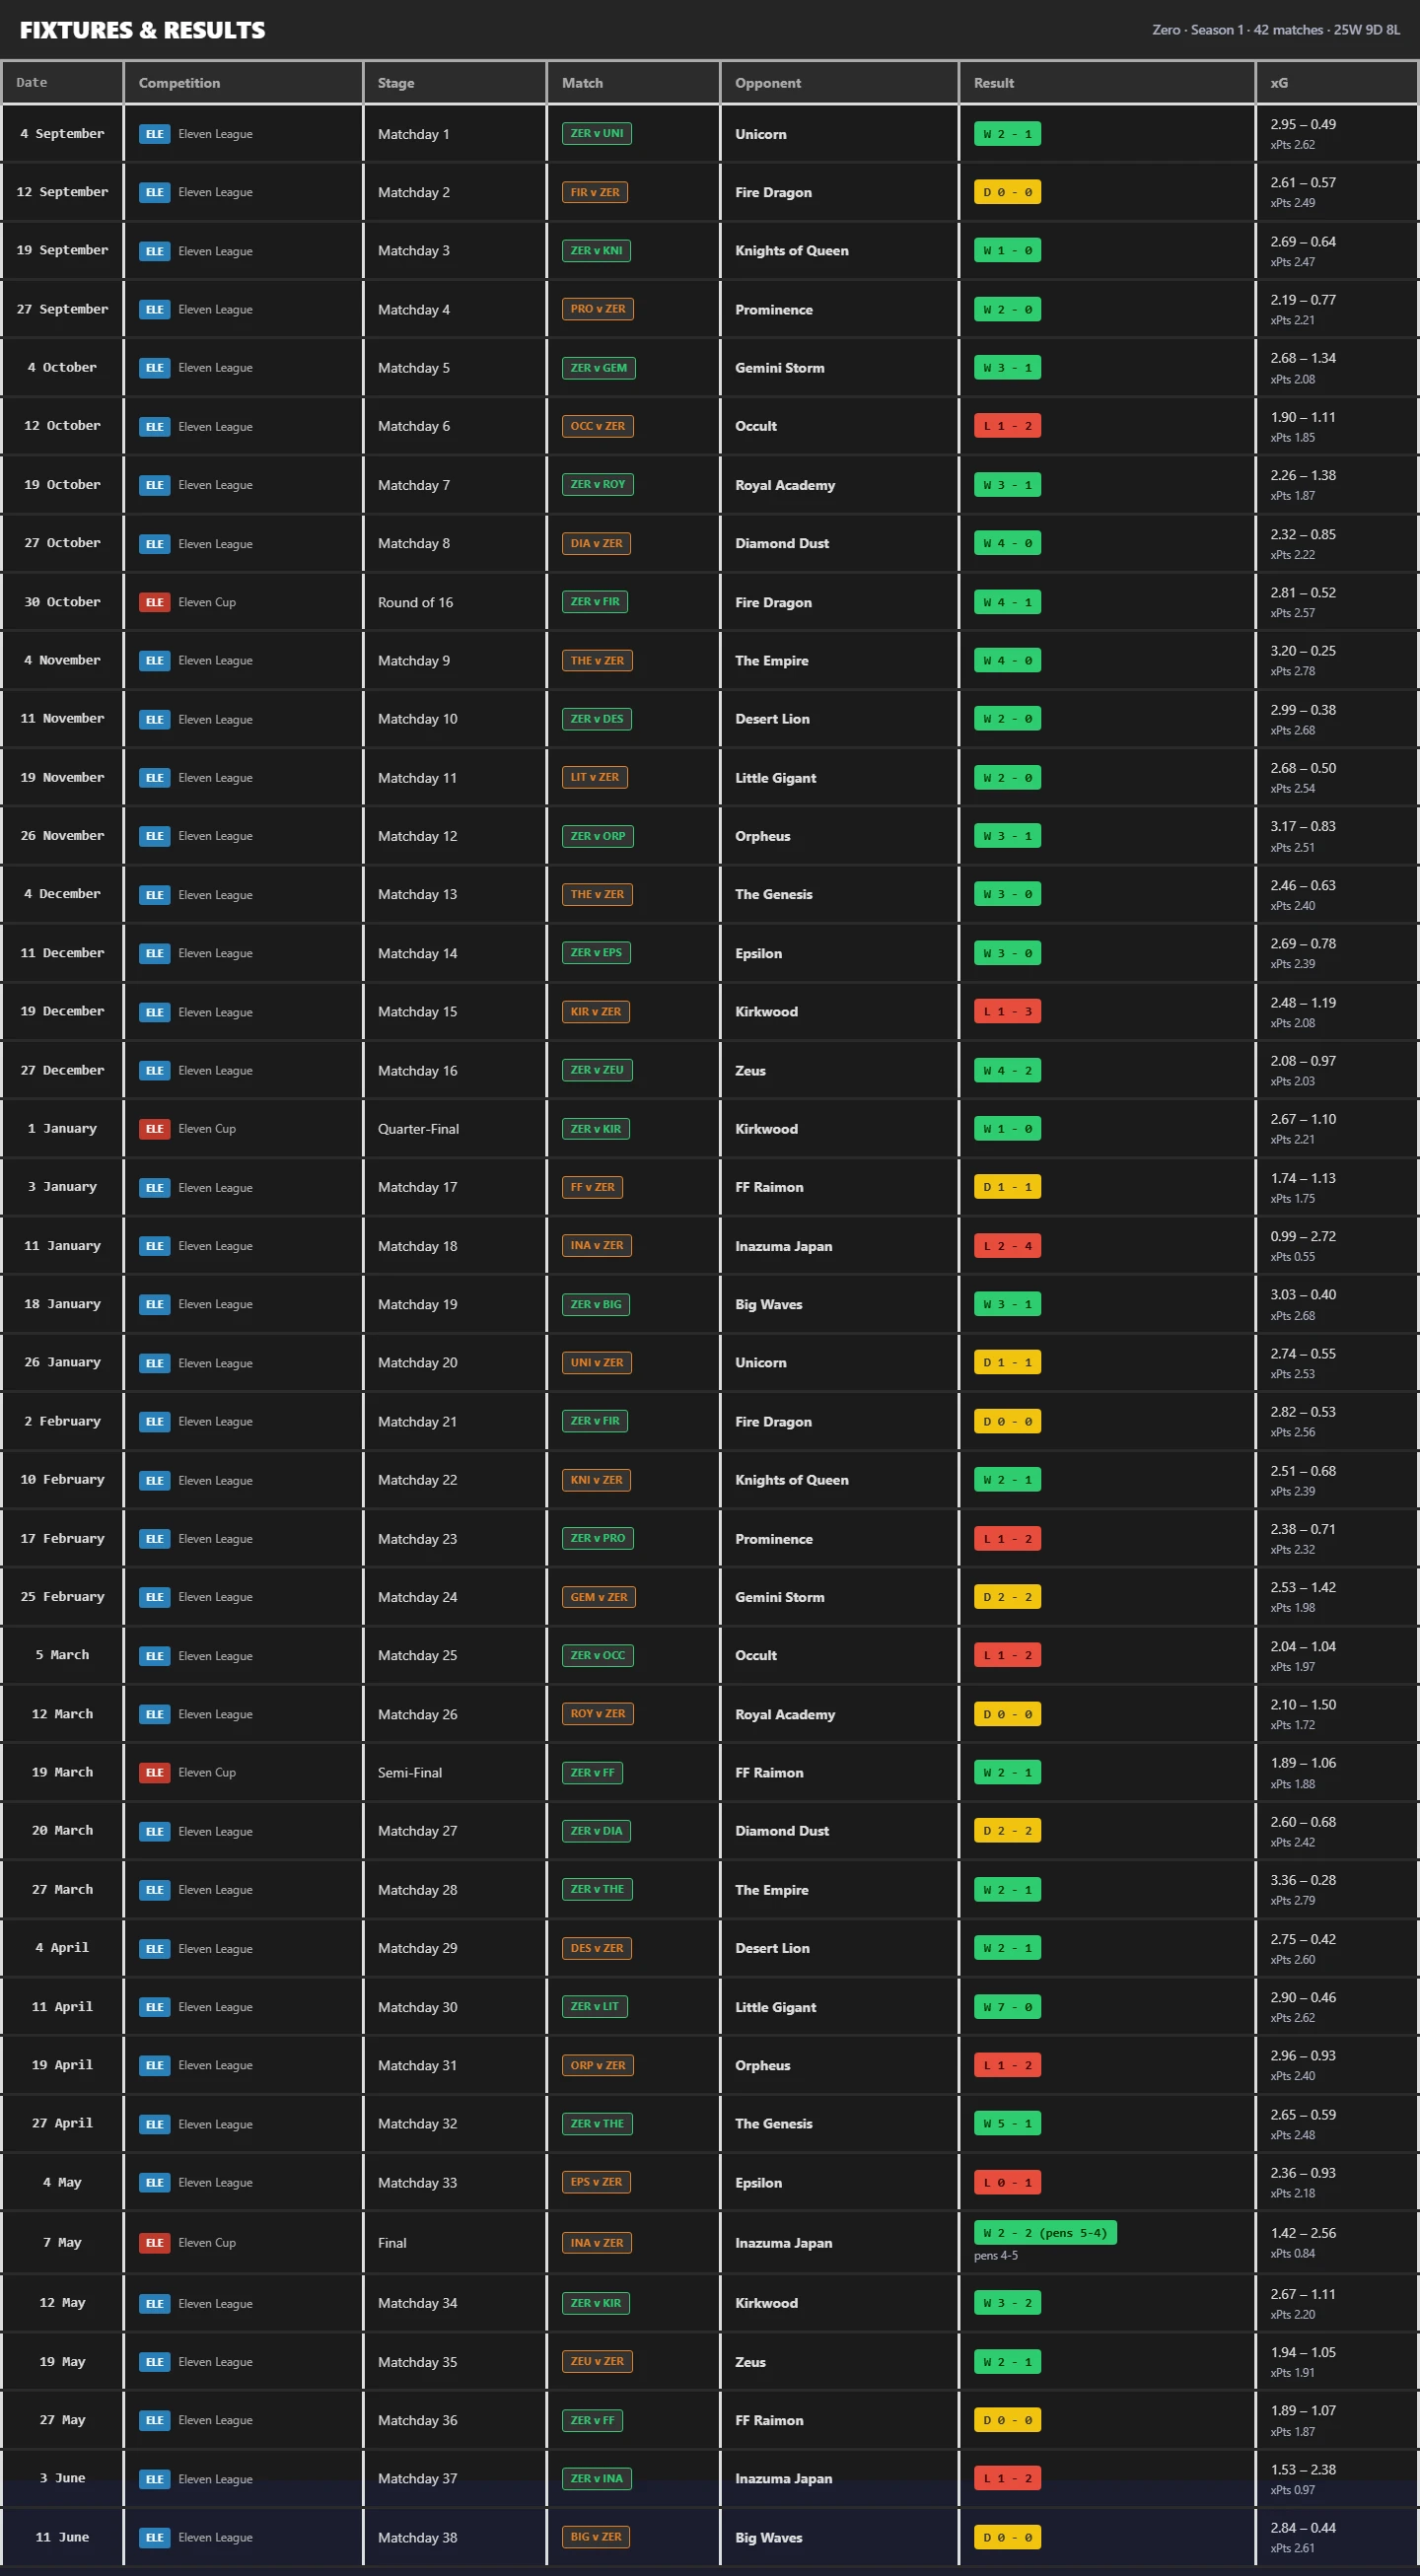 FIXTURES & RESULTS
Zero · Season 1 · 42 matches · 25W 9D 8L
Date Competition Stage Match Opponent Result xG
4 September ELE Eleven League Matchday 1 ZER v UNI Unicorn W 2 - 1 2.95 – 0.49
xPts 2.62
12 September ELE Eleven League Matchday 2 FIR v ZER Fire Dragon D 0 - 0 2.61 – 0.57
xPts 2.49
19 September ELE Eleven League Matchday 3 ZER v KNI Knights of Queen W 1 - 0 2.69 – 0.64
xPts 2.47
27 September ELE Eleven League Matchday 4 PRO v ZER Prominence W 2 - 0 2.19 – 0.77
xPts 2.21
4 October ELE Eleven League Matchday 5 ZER v GEM Gemini Storm W 3 - 1 2.68 – 1.34
xPts 2.08
12 October ELE Eleven League Matchday 6 OCC v ZER Occult L 1 - 2 1.90 – 1.11
xPts 1.85
19 October ELE Eleven League Matchday 7 ZER v ROY Royal Academy W 3 - 1 2.26 – 1.38
xPts 1.87
27 October ELE Eleven League Matchday 8 DIA v ZER Diamond Dust W 4 - 0 2.32 – 0.85
xPts 2.22
30 October ELE Eleven Cup Round of 16 ZER v FIR Fire Dragon W 4 - 1 2.81 – 0.52
xPts 2.57
4 November ELE Eleven League Matchday 9 THE v ZER The Empire W 4 - 0 3.20 – 0.25
xPts 2.78
11 November ELE Eleven League Matchday 10 ZER v DES Desert Lion W 2 - 0 2.99 – 0.38
xPts 2.68
19 November ELE Eleven League Matchday 11 LIT v ZER Little Gigant W 2 - 0 2.68 – 0.50
xPts 2.54
26 November ELE Eleven League Matchday 12 ZER v ORP Orpheus W 3 - 1 3.17 – 0.83
xPts 2.51
4 December ELE Eleven League Matchday 13 THE v ZER The Genesis W 3 - 0 2.46 – 0.63
xPts 2.40
11 December ELE Eleven League Matchday 14 ZER v EPS Epsilon W 3 - 0 2.69 – 0.78
xPts 2.39
19 December ELE Eleven League Matchday 15 KIR v ZER Kirkwood L 1 - 3 2.48 – 1.19
xPts 2.08
27 December ELE Eleven League Matchday 16 ZER v ZEU Zeus W 4 - 2 2.08 – 0.97
xPts 2.03
1 January ELE Eleven Cup Quarter-Final ZER v KIR Kirkwood W 1 - 0 2.67 – 1.10
xPts 2.21
3 January ELE Eleven League Matchday 17 FF v ZER FF Raimon D 1 - 1 1.74 – 1.13
xPts 1.75
11 January ELE Eleven League Matchday 18 INA v ZER Inazuma Japan L 2 - 4 0.99 – 2.72
xPts 0.55
18 January ELE Eleven League Matchday 19 ZER v BIG Big Waves W 3 - 1 3.03 – 0.40
xPts 2.68
26 January ELE Eleven League Matchday 20 UNI v ZER Unicorn D 1 - 1 2.74 – 0.55
xPts 2.53
2 February ELE Eleven League Matchday 21 ZER v FIR Fire Dragon D 0 - 0 2.82 – 0.53
xPts 2.56
10 February ELE Eleven League Matchday 22 KNI v ZER Knights of Queen W 2 - 1 2.51 – 0.68
xPts 2.39
17 February ELE Eleven League Matchday 23 ZER v PRO Prominence L 1 - 2 2.38 – 0.71
xPts 2.32
25 February ELE Eleven League Matchday 24 GEM v ZER Gemini Storm D 2 - 2 2.53 – 1.42
xPts 1.98
5 March ELE Eleven League Matchday 25 ZER v OCC Occult L 1 - 2 2.04 – 1.04
xPts 1.97
12 March ELE Eleven League Matchday 26 ROY v ZER Royal Academy D 0 - 0 2.10 – 1.50
xPts 1.72
19 March ELE Eleven Cup Semi-Final ZER v FF FF Raimon W 2 - 1 1.89 – 1.06
xPts 1.88
20 March ELE Eleven League Matchday 27 ZER v DIA Diamond Dust D 2 - 2 2.60 – 0.68
xPts 2.42
27 March ELE Eleven League Matchday 28 ZER v THE The Empire W 2 - 1 3.36 – 0.28
xPts 2.79
4 April ELE Eleven League Matchday 29 DES v ZER Desert Lion W 2 - 1 2.75 – 0.42
xPts 2.60
11 April ELE Eleven League Matchday 30 ZER v LIT Little Gigant W 7 - 0 2.90 – 0.46
xPts 2.62
19 April ELE Eleven League Matchday 31 ORP v ZER Orpheus L 1 - 2 2.96 – 0.93
xPts 2.40
27 April ELE Eleven League Matchday 32 ZER v THE The Genesis W 5 - 1 2.65 – 0.59
xPts 2.48
4 May ELE Eleven League Matchday 33 EPS v ZER Epsilon L 0 - 1 2.36 – 0.93
xPts 2.18
7 May ELE Eleven Cup Final INA v ZER Inazuma Japan W 2 - 2 (pens 5-4) 1.42 – 2.56
pens 4-5 xPts 0.84
12 May ELE Eleven League Matchday 34 ZER v KIR Kirkwood W 3 - 2 2.67 – 1.11
xPts 2.20
19 May ELE Eleven League Matchday 35 ZEU v ZER Zeus W 2 - 1 1.94 – 1.05
xPts 1.91
27 May ELE Eleven League Matchday 36 ZER v FF FF Raimon D 0 - 0 1.89 – 1.07
xPts 1.87
3 June ELE Eleven League Matchday 37 ZER v INA Inazuma Japan L 1 - 2 1.53 – 2.38
xPts 0.97
11 June ELE Eleven League Matchday 38 BIG v ZER Big Waves D 0 - 0 2.84 – 0.44
xPts 2.61